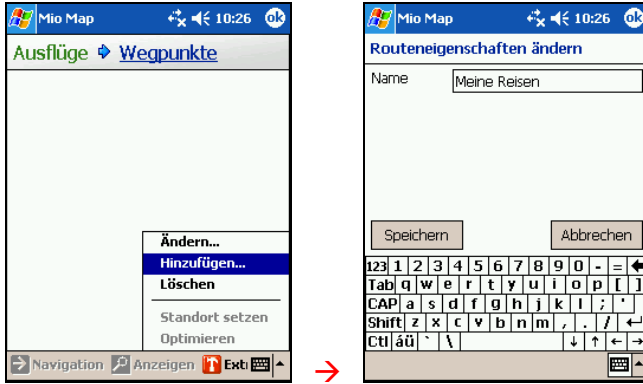 Mio Map 10:26 ok
Ausflüge Wegpunkte
Ändern...
Hinzufügen...
Löschen
Standort setzen
Optimieren
Navigation Anzeigen Ext
Mio Map 10:26 ok
Routeneigenschaften ändern
Name Meine Reisen
Speichern Abbrechen
123 1 2 3 4 5 6 7 8 9 0 - =
Tab q w e r t y u i o p [ ]
CAP a s d f g h j k l ; '
Shift z x c v b n m , . /
Ctl áü ` \